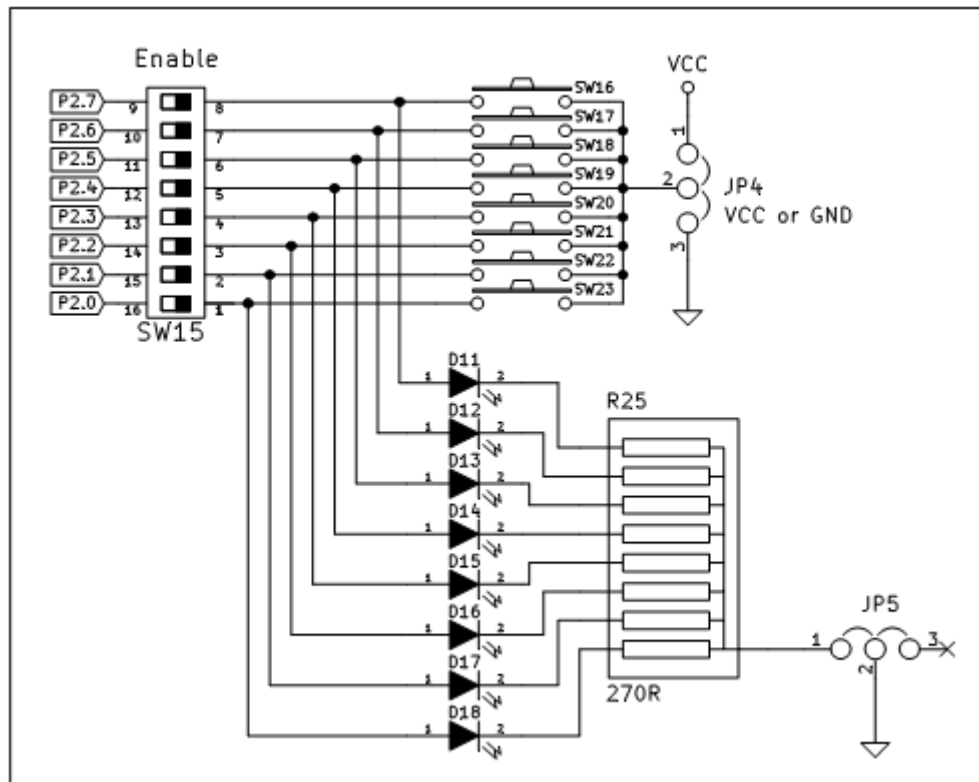 Enable
VCC
P2.7 9 8 SW16
P2.6 10 7 SW17
P2.5 11 6 SW18
P2.4 12 5 SW19
P2.3 13 4 SW20
P2.2 14 3 SW21
P2.1 15 2 SW22
P2.0 16 1 SW23
SW15
1
2 JP4
VCC or GND
3
D11
1 2
R25
D12
1 2
D13
1 2
D14
1 2
D15
1 2
D16
1 2
D17
1 2
D18
1 2
270R
JP5
1 2 3